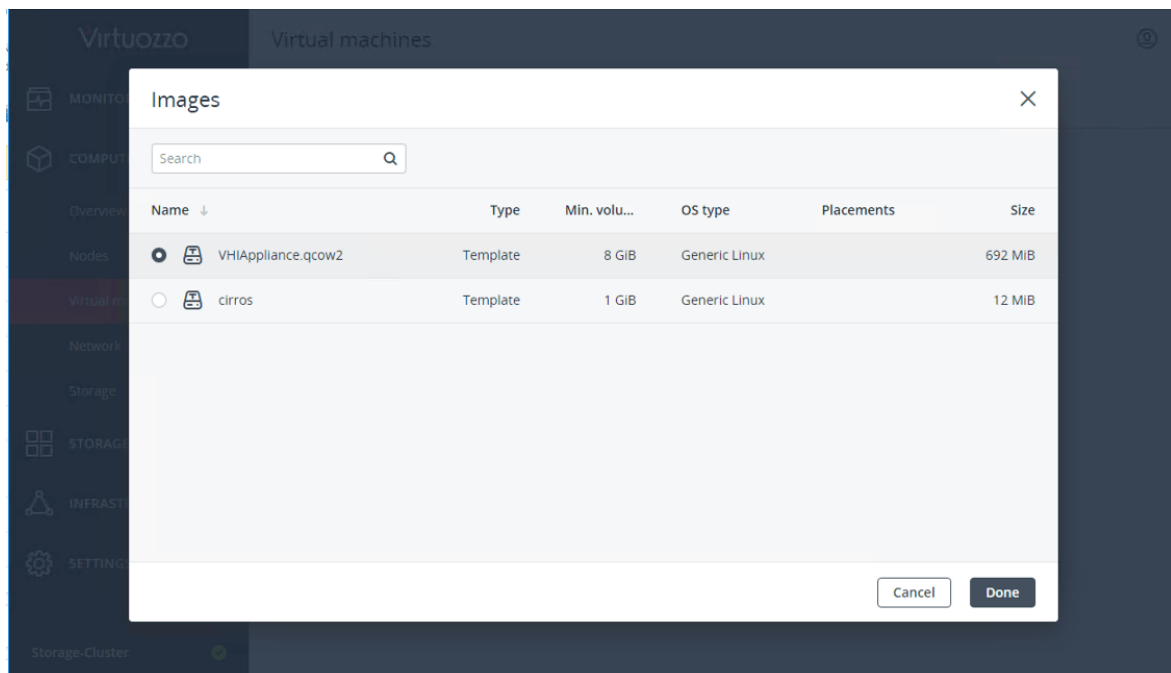 Virtuozzo
Virtual machines
MONITO
COMPUT
Overview
Nodes
Virtual m
Network
Storage
STORAGE
INFRASTI
SETTING
Storage-Cluster
Images
Search
Name ↓ Type Min. volu... OS type Placements Size
VHIAppliance.qcow2 Template 8 GiB Generic Linux 692 MiB
cirros Template 1 GiB Generic Linux 12 MiB
Cancel Done